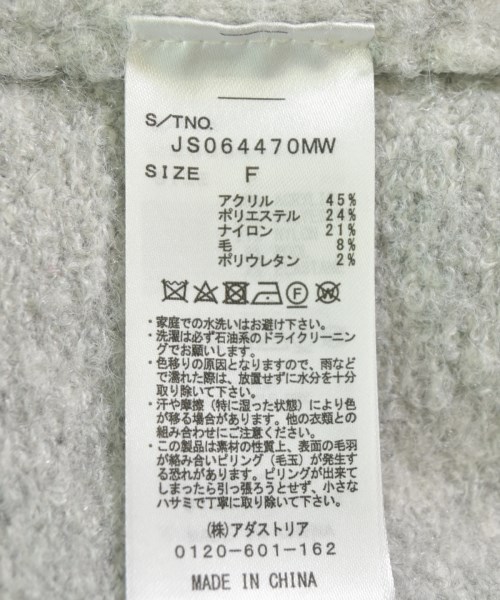 S/TNO.
JS064470MW
SIZE F
アクリル 45%
ポリエステル 24%
ナイロン 21%
毛 8%
ポリウレタン 2%
F W
・家庭での水洗いはお避け下さい。
・洗濯は必ず石油系のドライクリーニン
グでお願いします。
・色移りの原因となりますので、雨など
で濡れた際は、放置せずに水分を十分
取り除いて下さい。
・汗や摩擦（特に湿った状態）により色
が移る場合があります。他の衣類との
組み合わせにご注意ください。
・この製品は素材の性質上、表面の毛羽
が絡み合いピリング（毛玉）が発生す
る恐れがあります。ピリングが出来て
しまったら引っ張ろうとせず、小さな
ハサミで丁寧に取り除いて下さい。
(株)アダストリア
0120-601-162
MADE IN CHINA